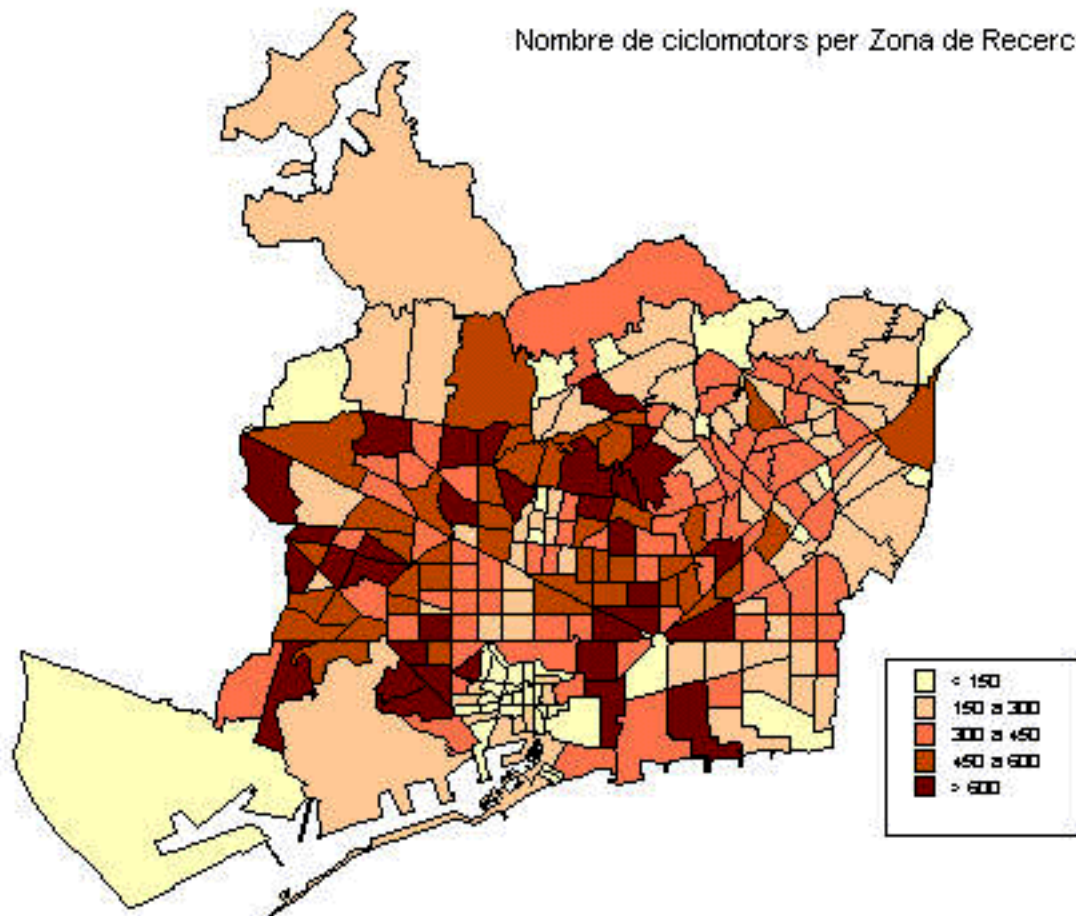 Nombre de ciclomotors per Zona de Recerc
< 150
150 a 300
300 a 450
450 a 600
> 600